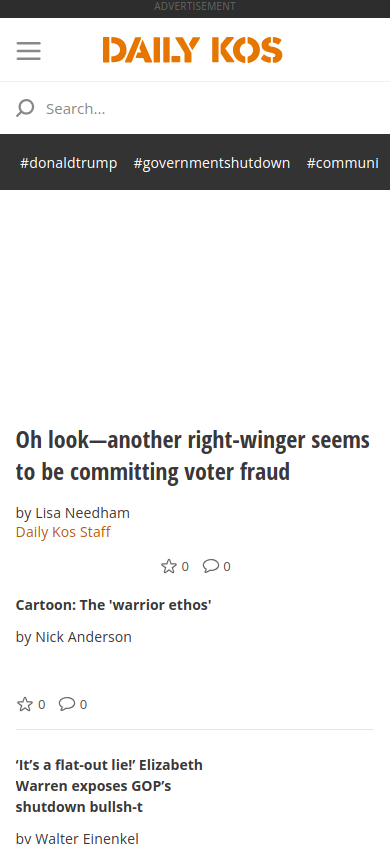 ADVERTISEMENT
DAILY KOS
Search...
#donaldtrump #governmentshutdown #communi
Oh look—another right-winger seems
to be committing voter fraud
by Lisa Needham
Daily Kos Staff
0 0
Cartoon: The 'warrior ethos'
by Nick Anderson
0 0
‘It’s a flat-out lie!’ Elizabeth
Warren exposes GOP’s
shutdown bullsh-t
by Walter Einenkel